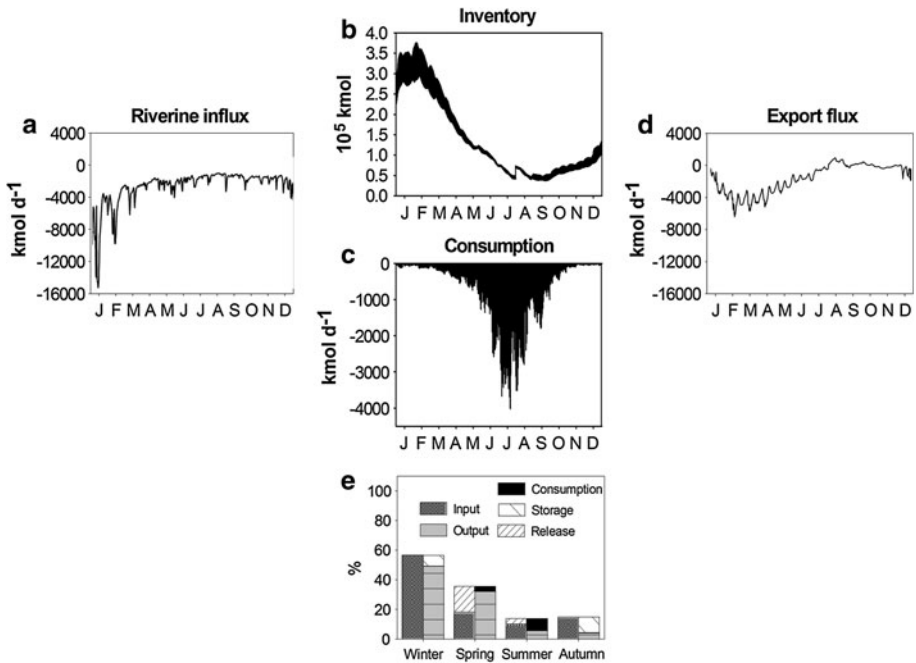 a
Riverine influx
4000
0
-4000
-8000
-12000
-16000
kmol d-1
J F M A M J J A S O N D
b
Inventory
4.0
3.5
3.0
2.5
2.0
1.5
1.0
0.5
0.0
10⁵ kmol
J F M A M J J A S O N D
c
Consumption
0
-1000
-2000
-3000
-4000
kmol d-1
J F M A M J J A S O N D
d
Export flux
4000
0
-4000
-8000
-12000
-16000
kmol d-1
J F M A M J J A S O N D
e
100
80
60
40
20
0
%
Input
Output
Consumption
Storage
Release
Winter Spring Summer Autumn